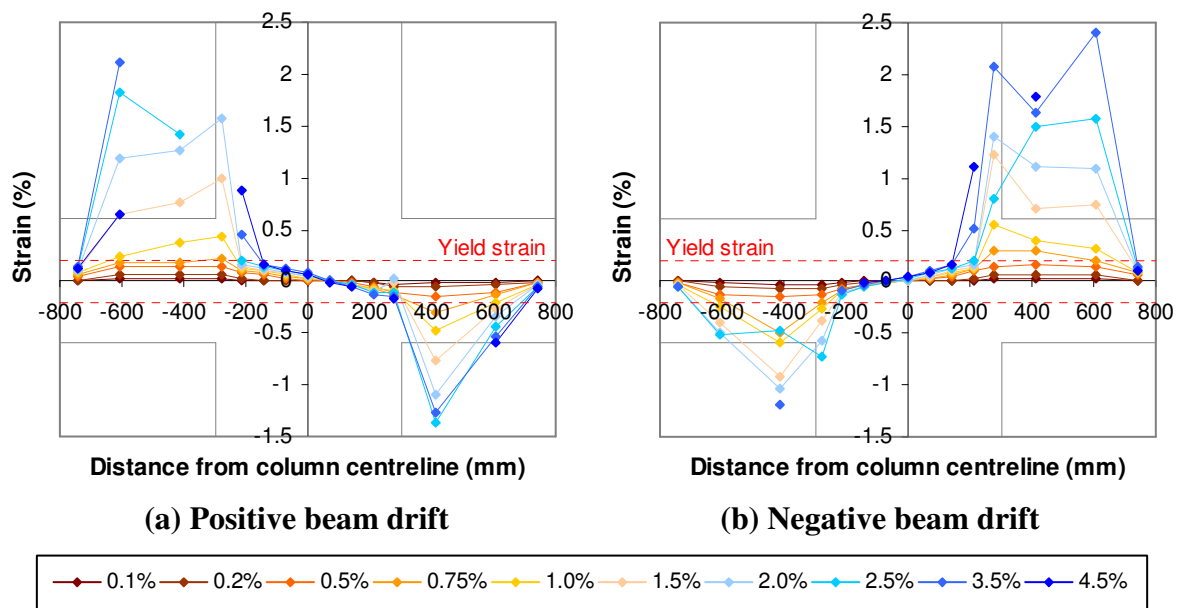 2.5
2
1.5
1
0.5
0
-0.5
-1
-1.5
-800 -600 -400 -200 0 200 400 600 800
Strain (%)
Yield strain
Distance from column centreline (mm)
(a) Positive beam drift
2.5
2
1.5
1
0.5
0
-0.5
-1
-1.5
-800 -600 -400 -200 0 200 400 600 800
Strain (%)
Yield strain
Distance from column centreline (mm)
(b) Negative beam drift
0.1% 0.2% 0.5% 0.75% 1.0% 1.5% 2.0% 2.5% 3.5% 4.5%